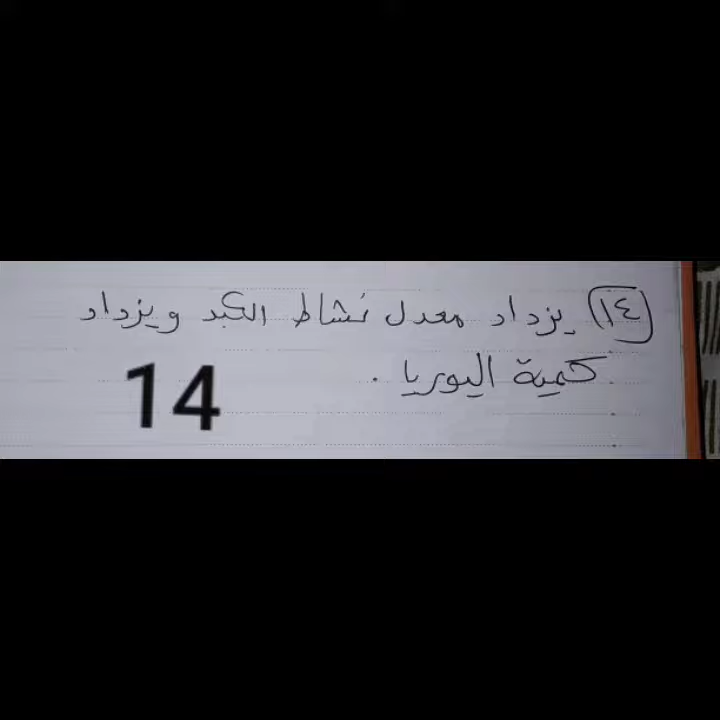 ١٤ يزداد معدل نشاط الكبد ويزداد
كمية اليوريا .
14